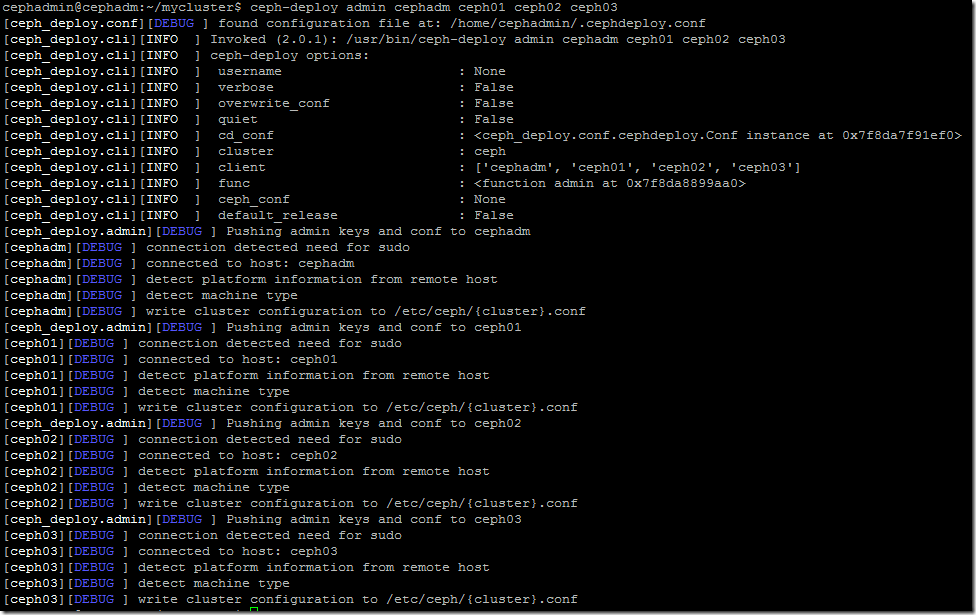 cephadmin@cephadm:~/mycluster$ ceph-deploy admin cephadm ceph01 ceph02 ceph03
[ceph_deploy.conf][DEBUG ] found configuration file at: /home/cephadmin/.cephdeploy.conf
[ceph_deploy.cli][INFO  ] Invoked (2.0.1): /usr/bin/ceph-deploy admin cephadm ceph01 ceph02 ceph03
[ceph_deploy.cli][INFO  ] ceph-deploy options:
[ceph_deploy.cli][INFO  ]  username                      : None
[ceph_deploy.cli][INFO  ]  verbose                       : False
[ceph_deploy.cli][INFO  ]  overwrite_conf                : False
[ceph_deploy.cli][INFO  ]  quiet                         : False
[ceph_deploy.cli][INFO  ]  cd_conf                       : <ceph_deploy.conf.cephdeploy.Conf instance at 0x7f8da7f91ef0>
[ceph_deploy.cli][INFO  ]  cluster                       : ceph
[ceph_deploy.cli][INFO  ]  client                        : ['cephadm', 'ceph01', 'ceph02', 'ceph03']
[ceph_deploy.cli][INFO  ]  func                          : <function admin at 0x7f8da8899aa0>
[ceph_deploy.cli][INFO  ]  ceph_conf                     : None
[ceph_deploy.cli][INFO  ]  default_release               : False
[ceph_deploy.admin][DEBUG ] Pushing admin keys and conf to cephadm
[cephadm][DEBUG ] connection detected need for sudo
[cephadm][DEBUG ] connected to host: cephadm
[cephadm][DEBUG ] detect platform information from remote host
[cephadm][DEBUG ] detect machine type
[cephadm][DEBUG ] write cluster configuration to /etc/ceph/{cluster}.conf
[ceph_deploy.admin][DEBUG ] Pushing admin keys and conf to ceph01
[ceph01][DEBUG ] connection detected need for sudo
[ceph01][DEBUG ] connected to host: ceph01
[ceph01][DEBUG ] detect platform information from remote host
[ceph01][DEBUG ] detect machine type
[ceph01][DEBUG ] write cluster configuration to /etc/ceph/{cluster}.conf
[ceph_deploy.admin][DEBUG ] Pushing admin keys and conf to ceph02
[ceph02][DEBUG ] connection detected need for sudo
[ceph02][DEBUG ] connected to host: ceph02
[ceph02][DEBUG ] detect platform information from remote host
[ceph02][DEBUG ] detect machine type
[ceph02][DEBUG ] write cluster configuration to /etc/ceph/{cluster}.conf
[ceph_deploy.admin][DEBUG ] Pushing admin keys and conf to ceph03
[ceph03][DEBUG ] connection detected need for sudo
[ceph03][DEBUG ] connected to host: ceph03
[ceph03][DEBUG ] detect platform information from remote host
[ceph03][DEBUG ] detect machine type
[ceph03][DEBUG ] write cluster configuration to /etc/ceph/{cluster}.conf